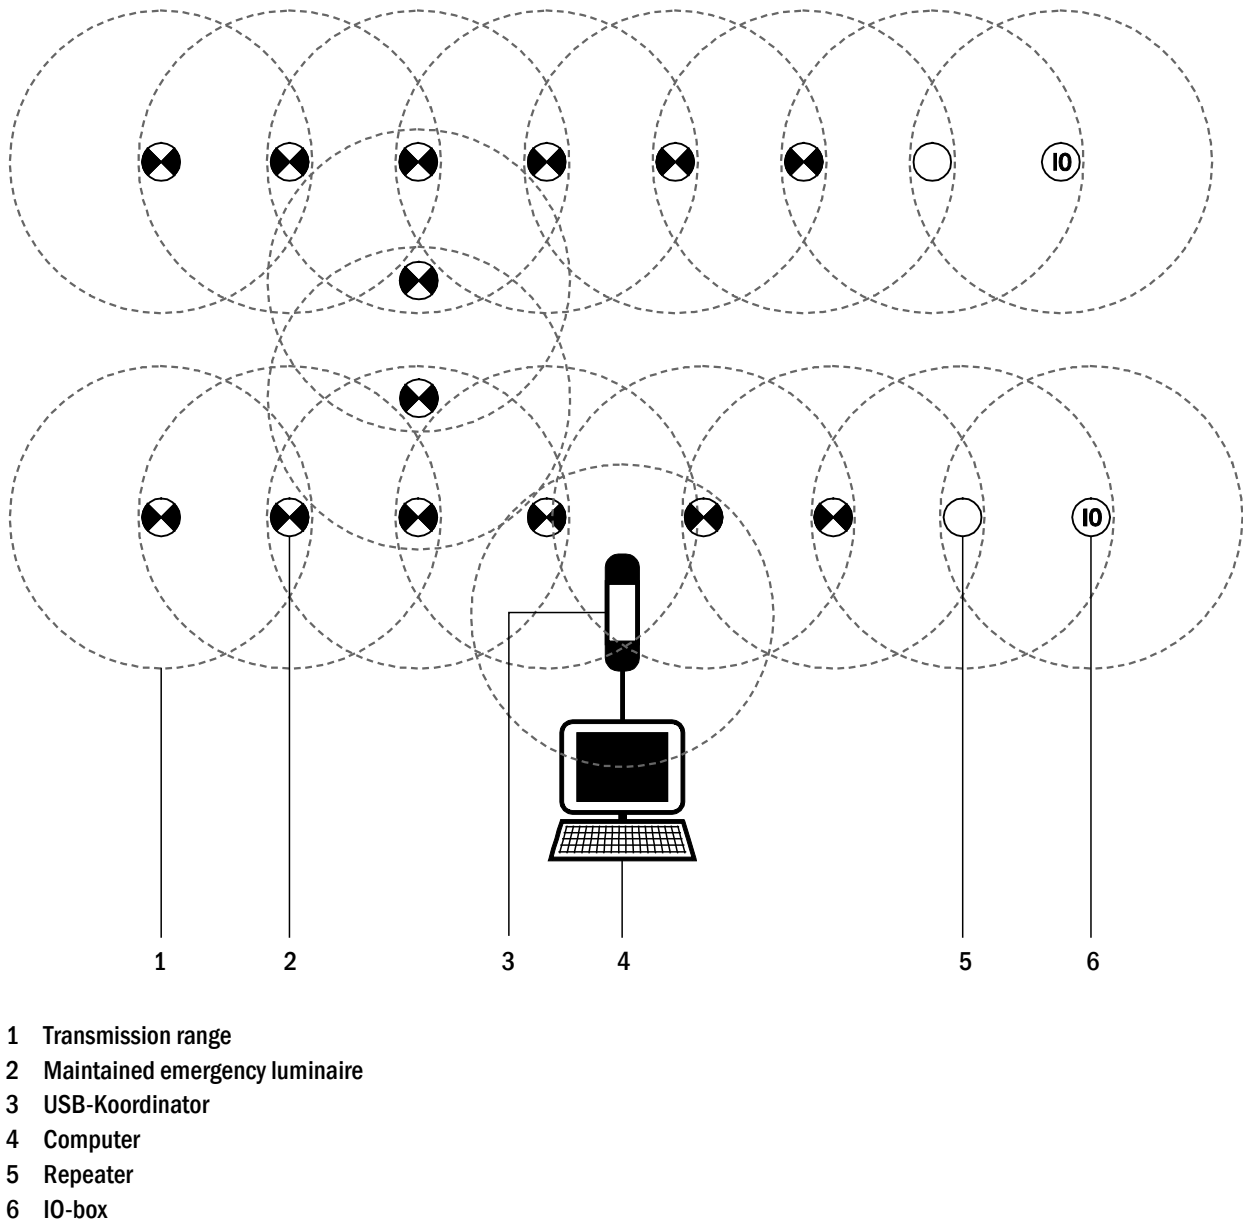 IO
IO
1 2 3 4 5 6
1 Transmission range
2 Maintained emergency luminaire
3 USB-Koordinator
4 Computer
5 Repeater
6 IO-box